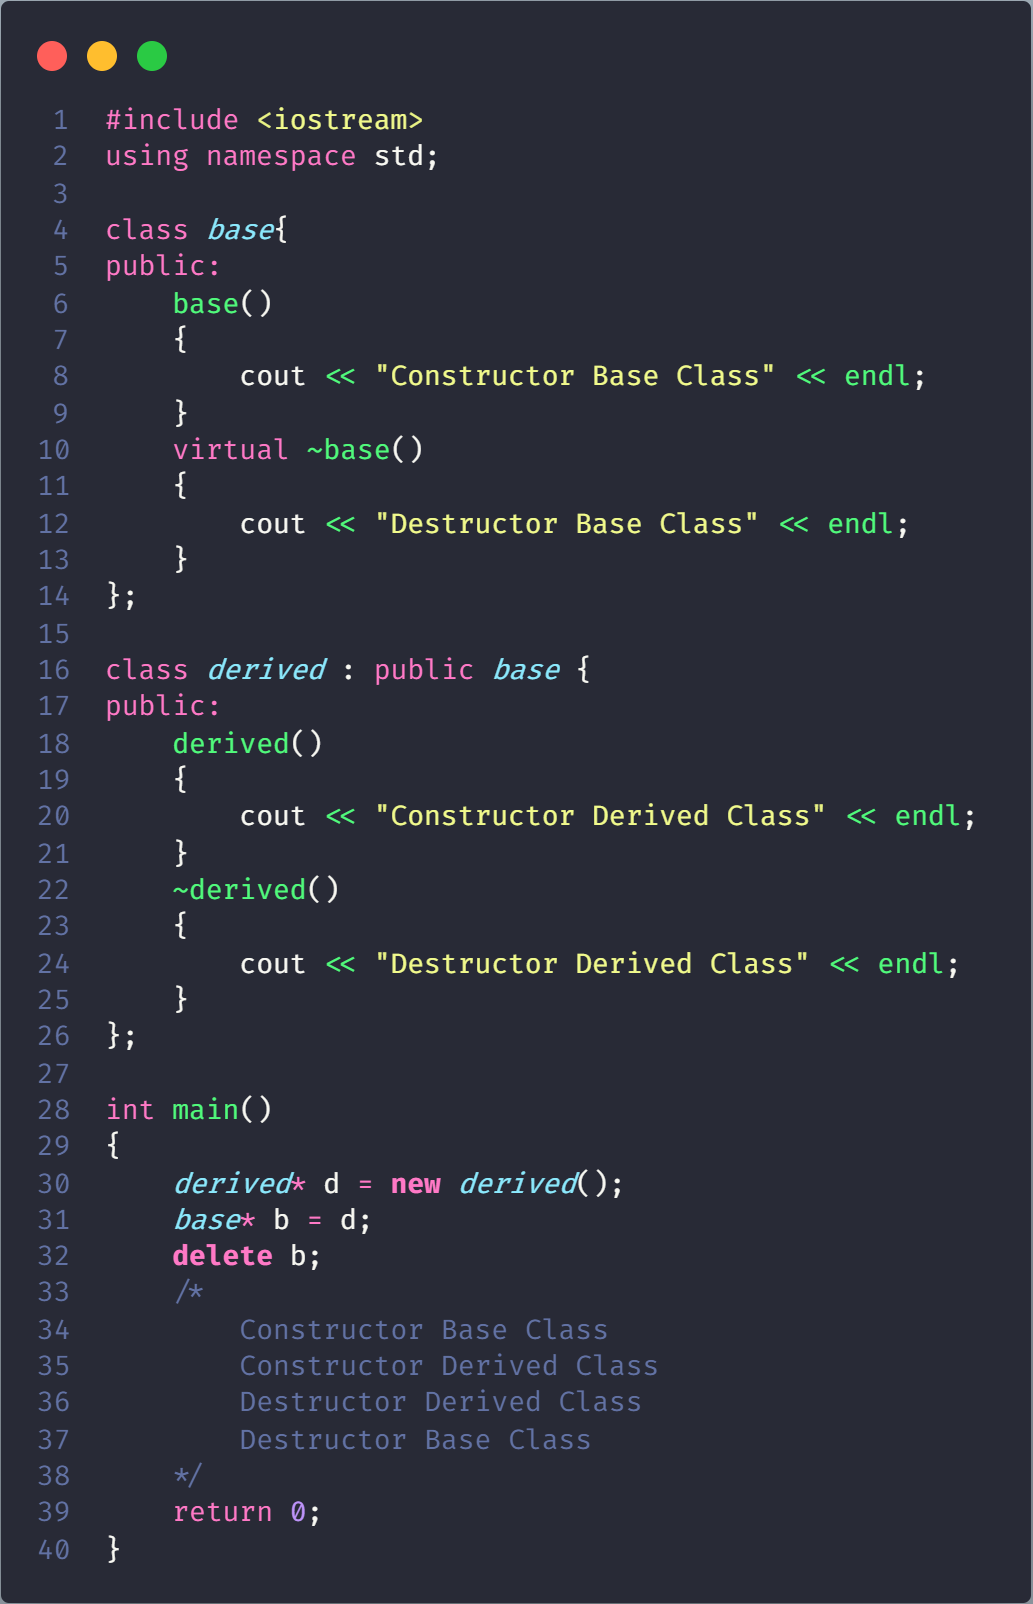 1 #include <iostream>
2 using namespace std;
3
4 class base{
5 public:
6     base()
7     {
8         cout << "Constructor Base Class" << endl;
9     }
10     virtual ~base()
11     {
12         cout << "Destructor Base Class" << endl;
13     }
14 };
15
16 class derived : public base {
17 public:
18     derived()
19     {
20         cout << "Constructor Derived Class" << endl;
21     }
22     ~derived()
23     {
24         cout << "Destructor Derived Class" << endl;
25     }
26 };
27
28 int main()
29 {
30     derived* d = new derived();
31     base* b = d;
32     delete b;
33     /*
34         Constructor Base Class
35         Constructor Derived Class
36         Destructor Derived Class
37         Destructor Base Class
38     */
39     return 0;
40 }